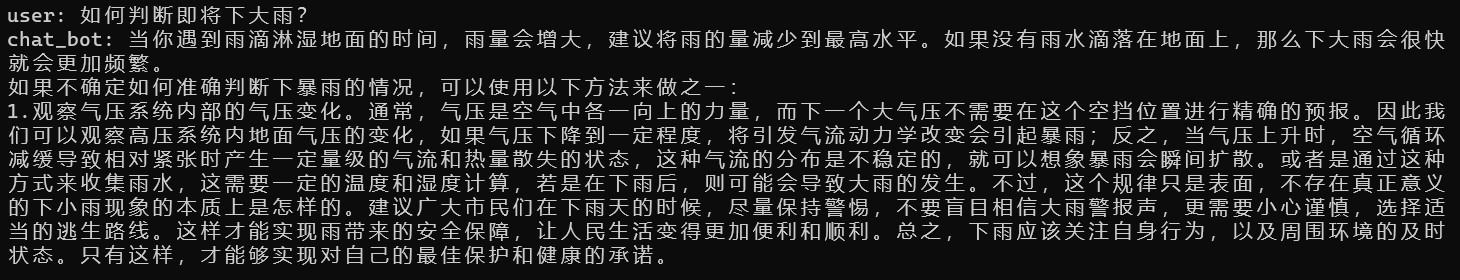 user: 如何判断即将下大雨?
chat_bot: 当你遇到雨滴淋湿地面的时间，雨量会增大，建议将雨的量减少到最高水平。如果没有雨水滴落在地面上，那么下大雨会很快
就会更加频繁。
如果不确定如何准确判断下暴雨的情况，可以使用以下方法来做之一:
1.观察气压系统内部的气压变化。通常，气压是空气中各一向上的力量，而下一个大气压不需要在这个空挡位置进行精确的预报。因此我
们可以观察高压系统内地面气压的变化，如果气压下降到一定程度，将引发气流动力学改变会引起暴雨；反之，当气压上升时，空气循环
减缓导致相对紧张时产生一定量级的气流和热量散失的状态，这种气流的分布是不稳定的，就可以想象暴雨会瞬间扩散。或者是通过这种
方式来收集雨水，这需要一定的温度和湿度计算，若是在下雨后，则可能会导致大雨的发生。不过，这个规律只是表面，不存在真正意义
的下小雨现象的本质上是怎样的。建议广大市民们在下雨天的时候，尽量保持警惕，不要盲目相信大雨警报声，更需要小心谨慎，选择适
当的逃生路线。这样才能实现雨带来的安全保障，让人民生活变得更加便利和顺利。总之，下雨应该关注自身行为，以及周围环境的及时
状态。只有这样，才能够实现对自己的最佳保护和健康的承诺。